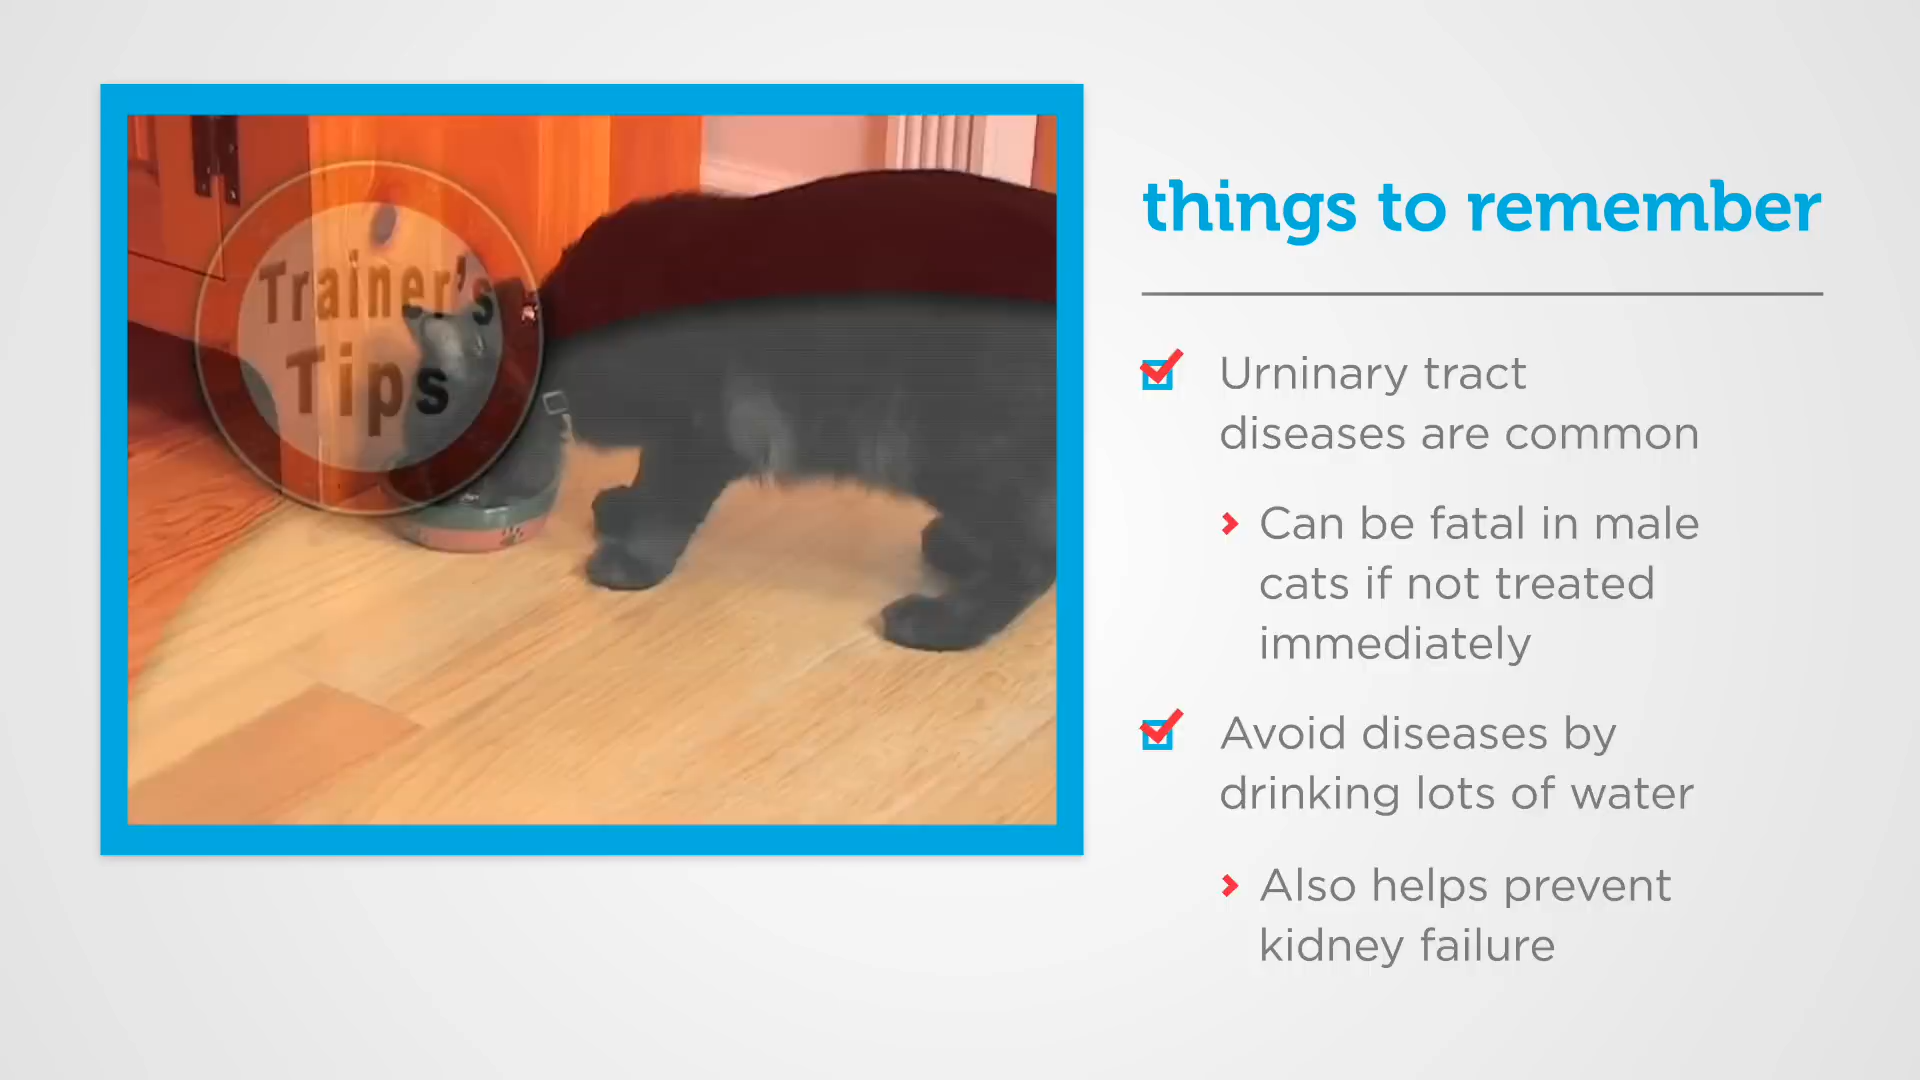 Trainer's
Tips
things to remember
Urninary tract
diseases are common
Can be fatal in male
cats if not treated
immediately
Avoid diseases by
drinking lots of water
Also helps prevent
kidney failure